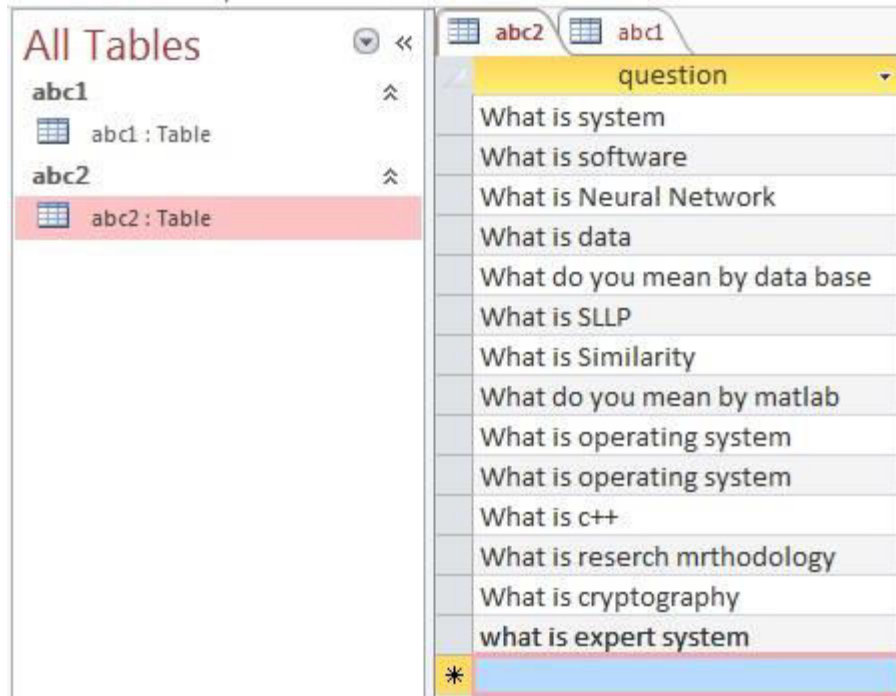 All Tables
abc1
abc1 : Table
abc2
abc2 : Table
abc2 abc1
question
What is system
What is software
What is Neural Network
What is data
What do you mean by data base
What is SLLP
What is Similarity
What do you mean by matlab
What is operating system
What is operating system
What is c++
What is reserch mrthodology
What is cryptography
what is expert system